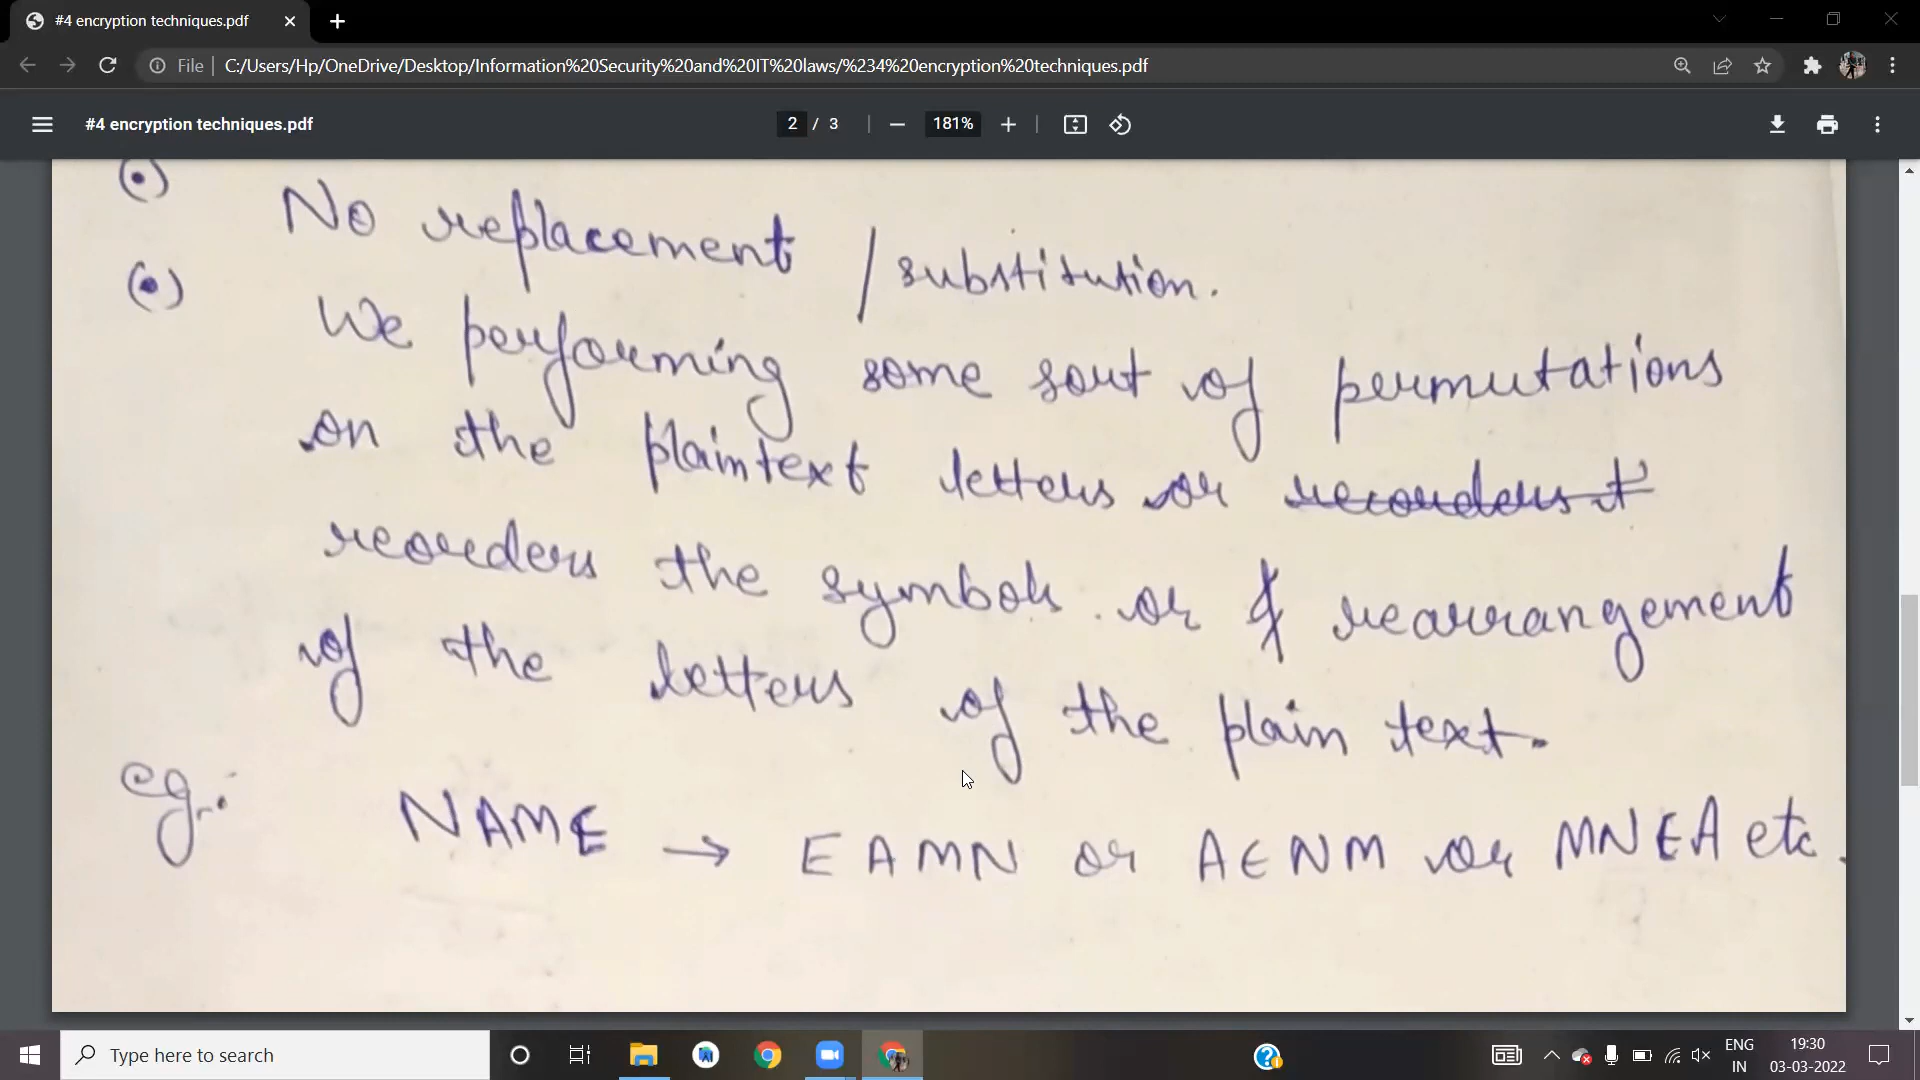 #4 encryption techniques.pdf
File | C:/Users/Hp/OneDrive/Desktop/Information%20Security%20and%20IT%20laws/%234%20encryption%20techniques.pdf
#4 encryption techniques.pdf 2 / 3 181%
No replacement / substitution.
We performing some sort of permutations
on the plaintext letters or
reorders the symbols. or rearrangement
of the letters of the plain text.
eg.: NAME → EAMN or AENM or MNEA etc.
Type here to search
ENG 19:30
IN 03-03-2022